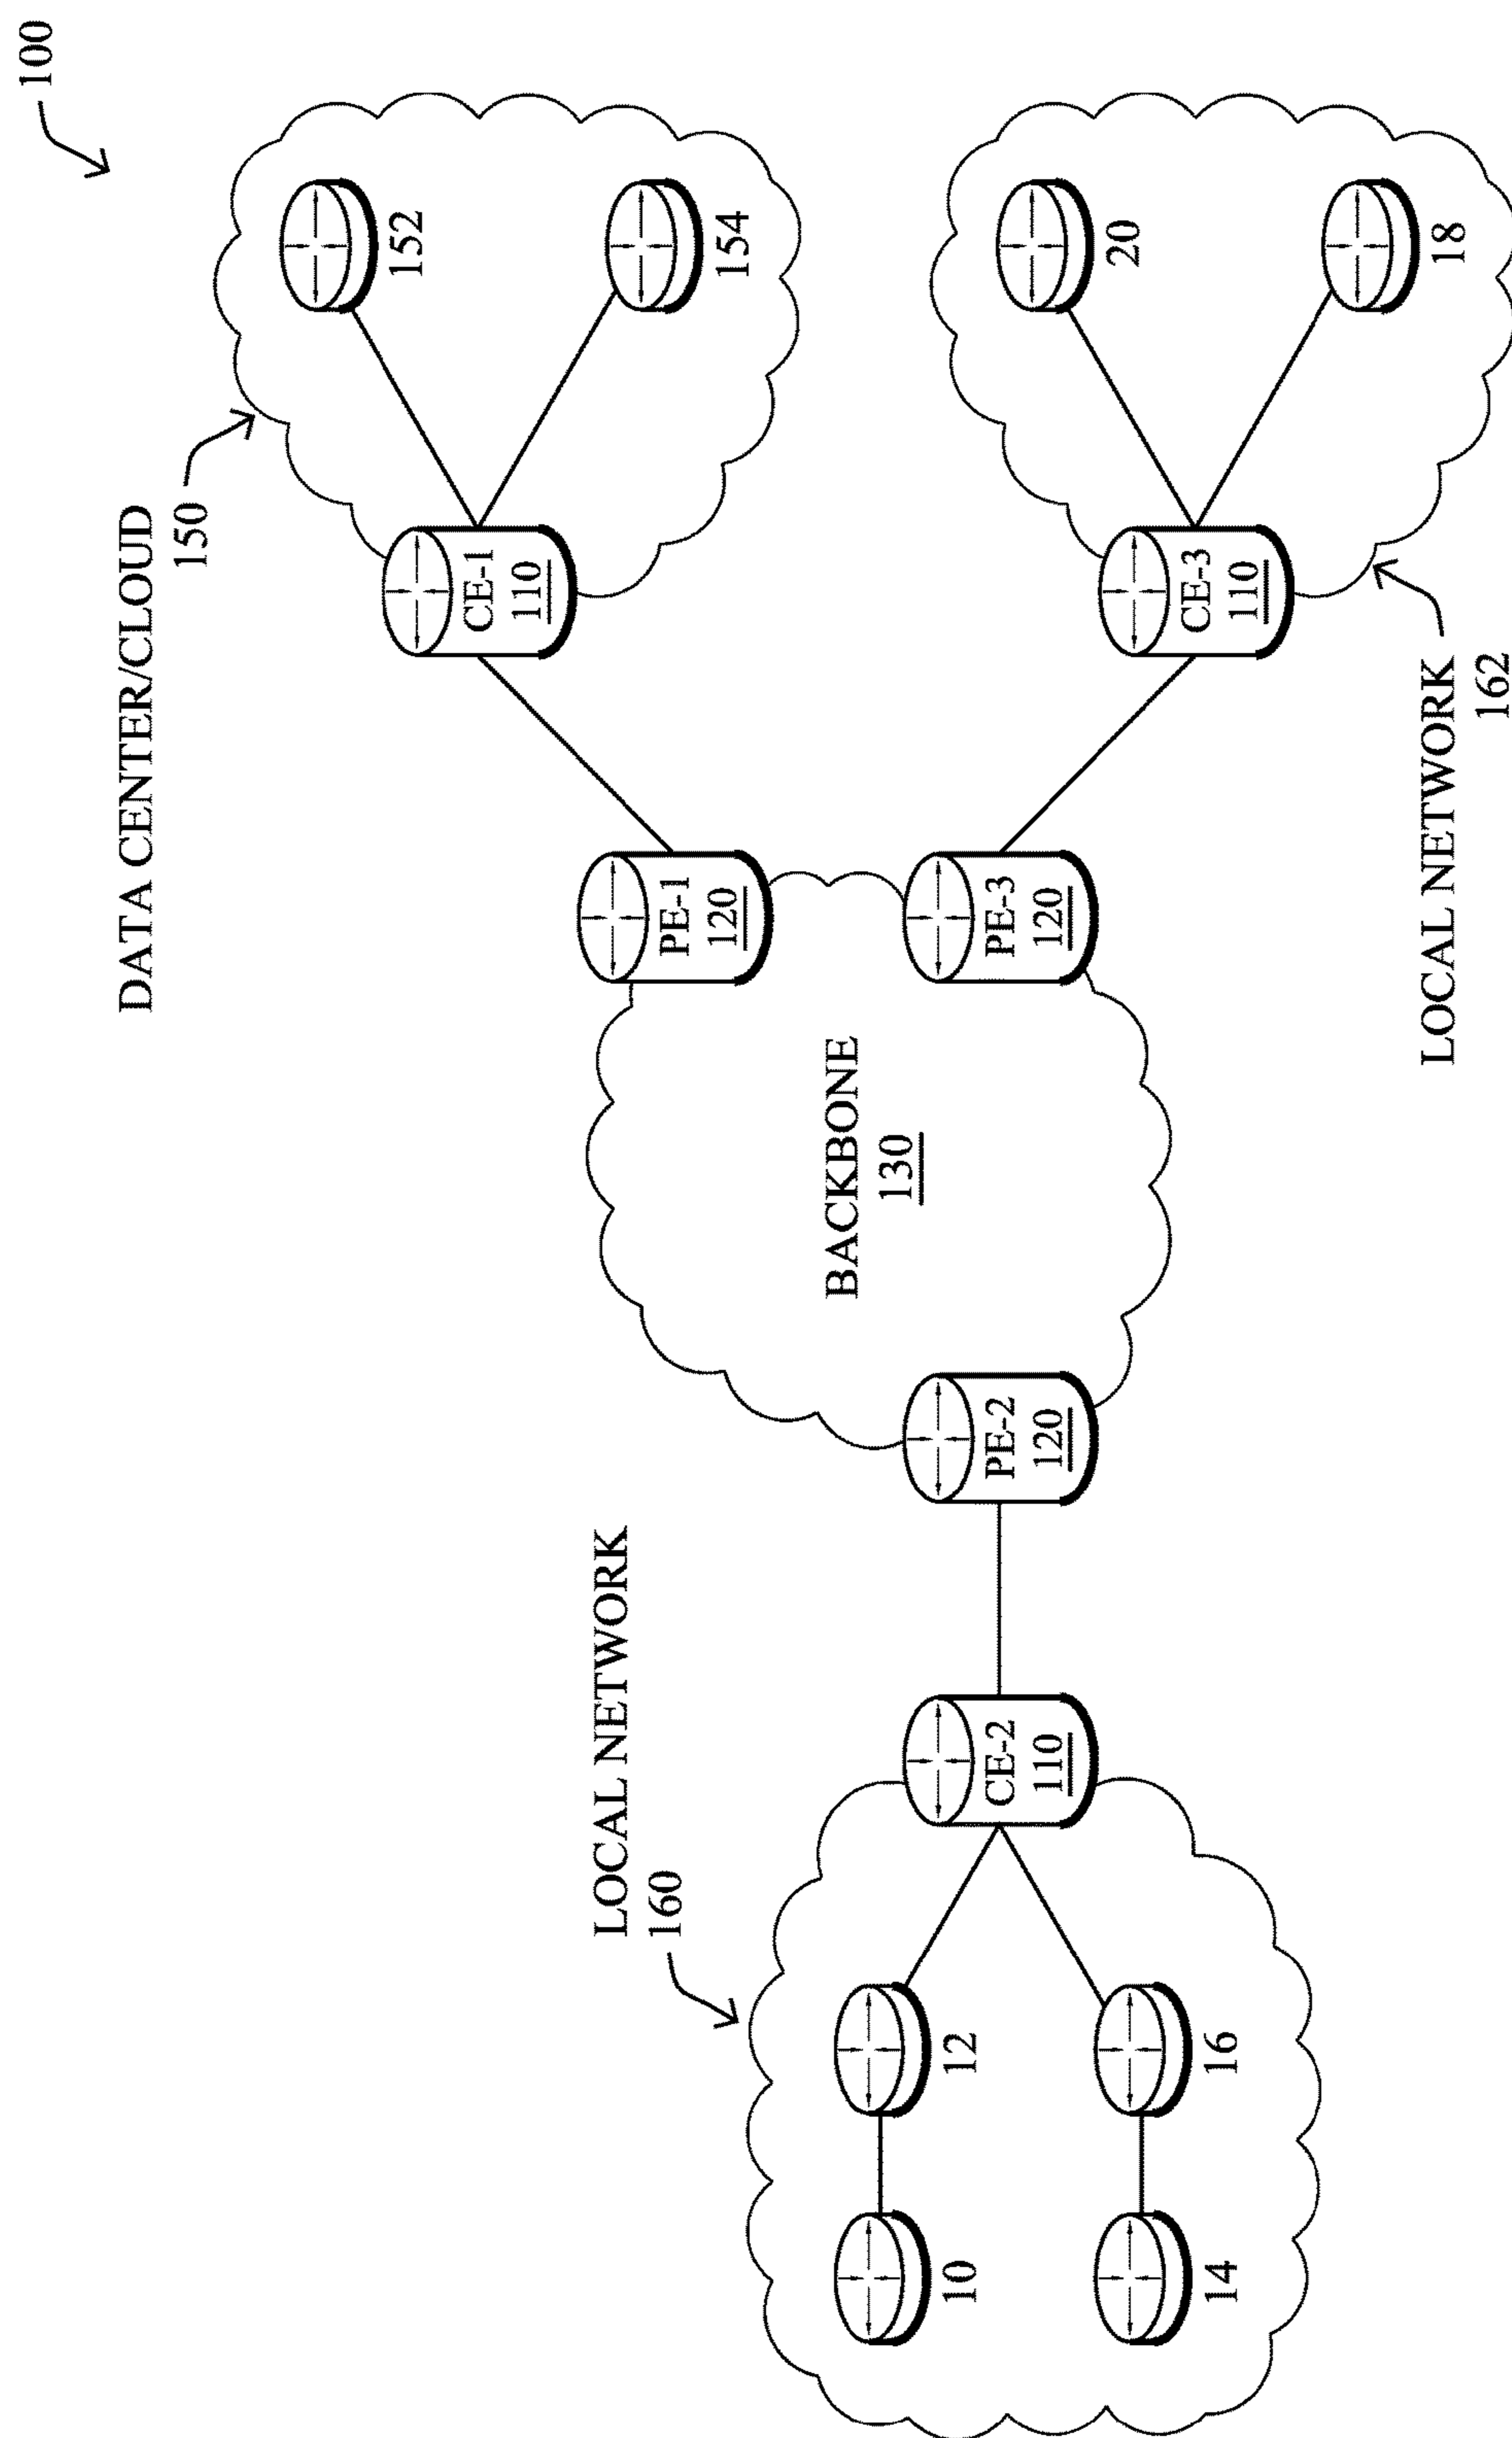 100
DATA CENTER/CLOUD
150
152
CE-1
110
154
LOCAL NETWORK
160
PE-1
120
BACKBONE
130
10
12
CE-2
110
PE-2
120
PE-3
120
20
14
16
CE-3
110
18
LOCAL NETWORK
162